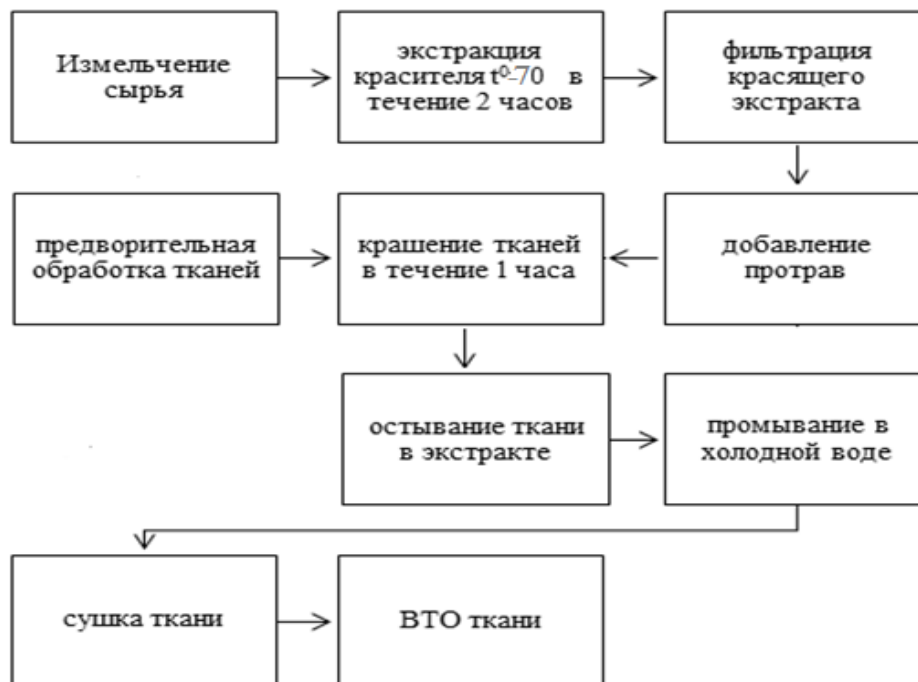 Измельчение
сырья
экстракция
красителя t⁰-70 в
течение 2 часов
фильтрация
красящего
экстракта
предворительная
обработка тканей
крашение тканей
в течение 1 часа
добавление
протрав
остывание ткани
в экстракте
промывание в
холодной воде
сушка ткани
ВТО ткани